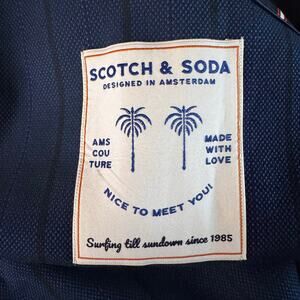 SCOTCH & SODA
DESIGNED IN AMSTERDAM
AMS
COU
TURE
MADE
WITH
LOVE
NICE TO MEET YOU!
Surfing till sundown since 1985